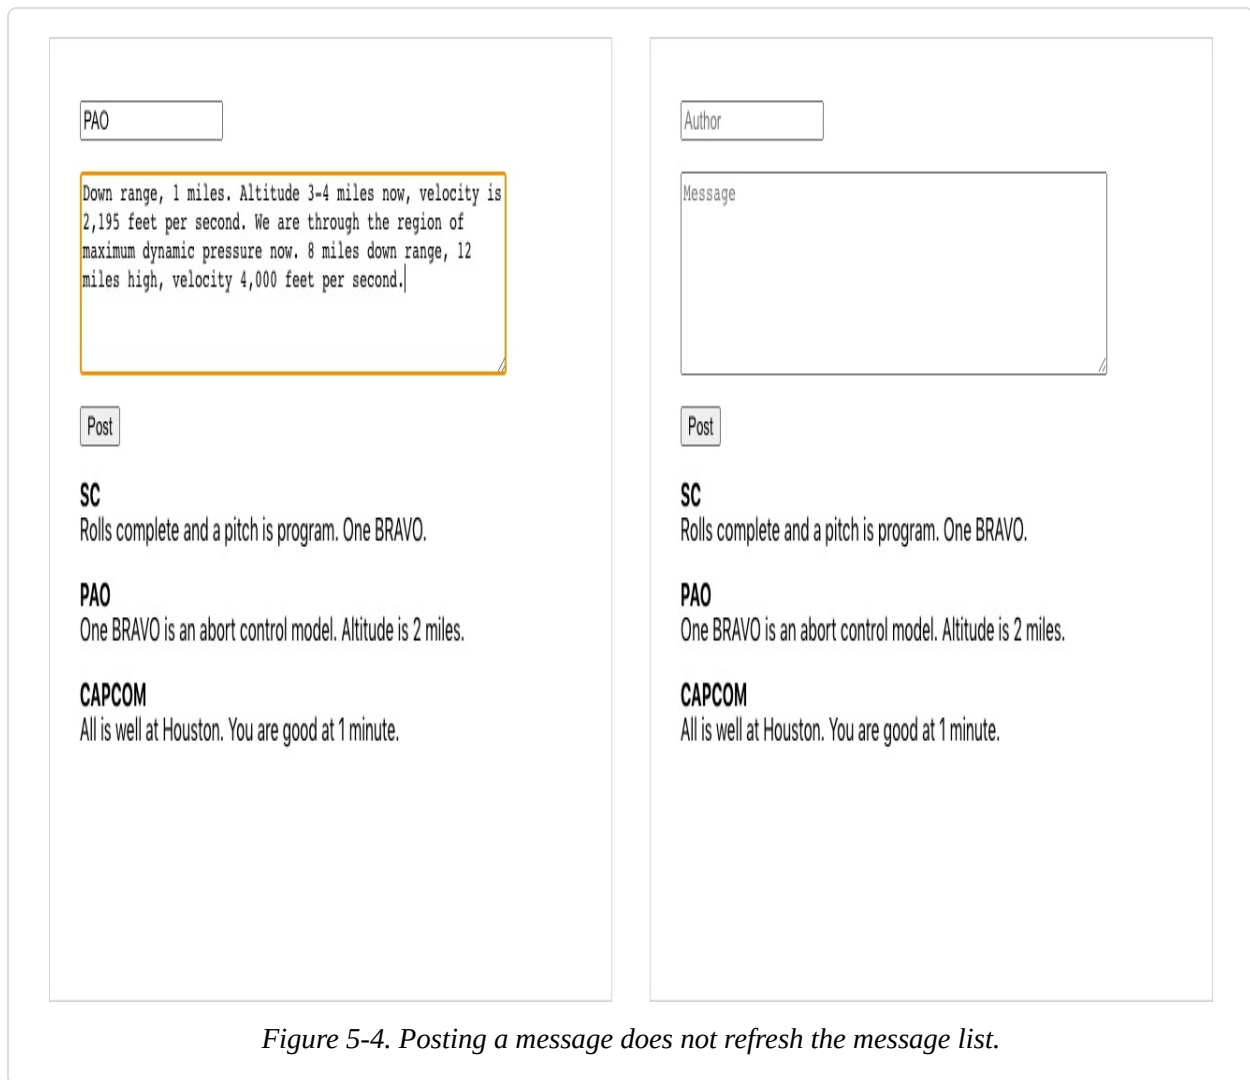 PAO
Down range, 1 miles. Altitude 3-4 miles now, velocity is
2,195 feet per second. We are through the region of
maximum dynamic pressure now. 8 miles down range, 12
miles high, velocity 4,000 feet per second.
Post
SC
Rolls complete and a pitch is program. One BRAVO.
PAO
One BRAVO is an abort control model. Altitude is 2 miles.
CAPCOM
All is well at Houston. You are good at 1 minute.
Author
Message
Post
SC
Rolls complete and a pitch is program. One BRAVO.
PAO
One BRAVO is an abort control model. Altitude is 2 miles.
CAPCOM
All is well at Houston. You are good at 1 minute.
Figure 5-4. Posting a message does not refresh the message list.